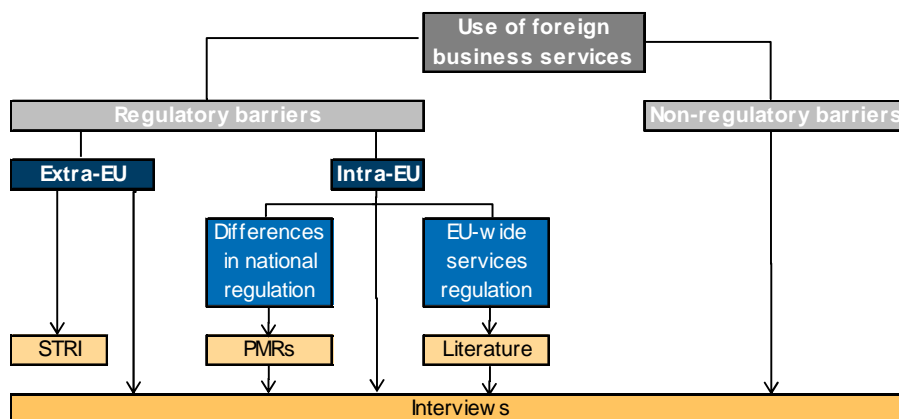 Use of foreign
business services
Regulatory barriers
Non-regulatory barriers
Extra-EU
Intra-EU
Differences
in national
regulation
EU-wide
services
regulation
STRI
PMRs
Literature
Interviews